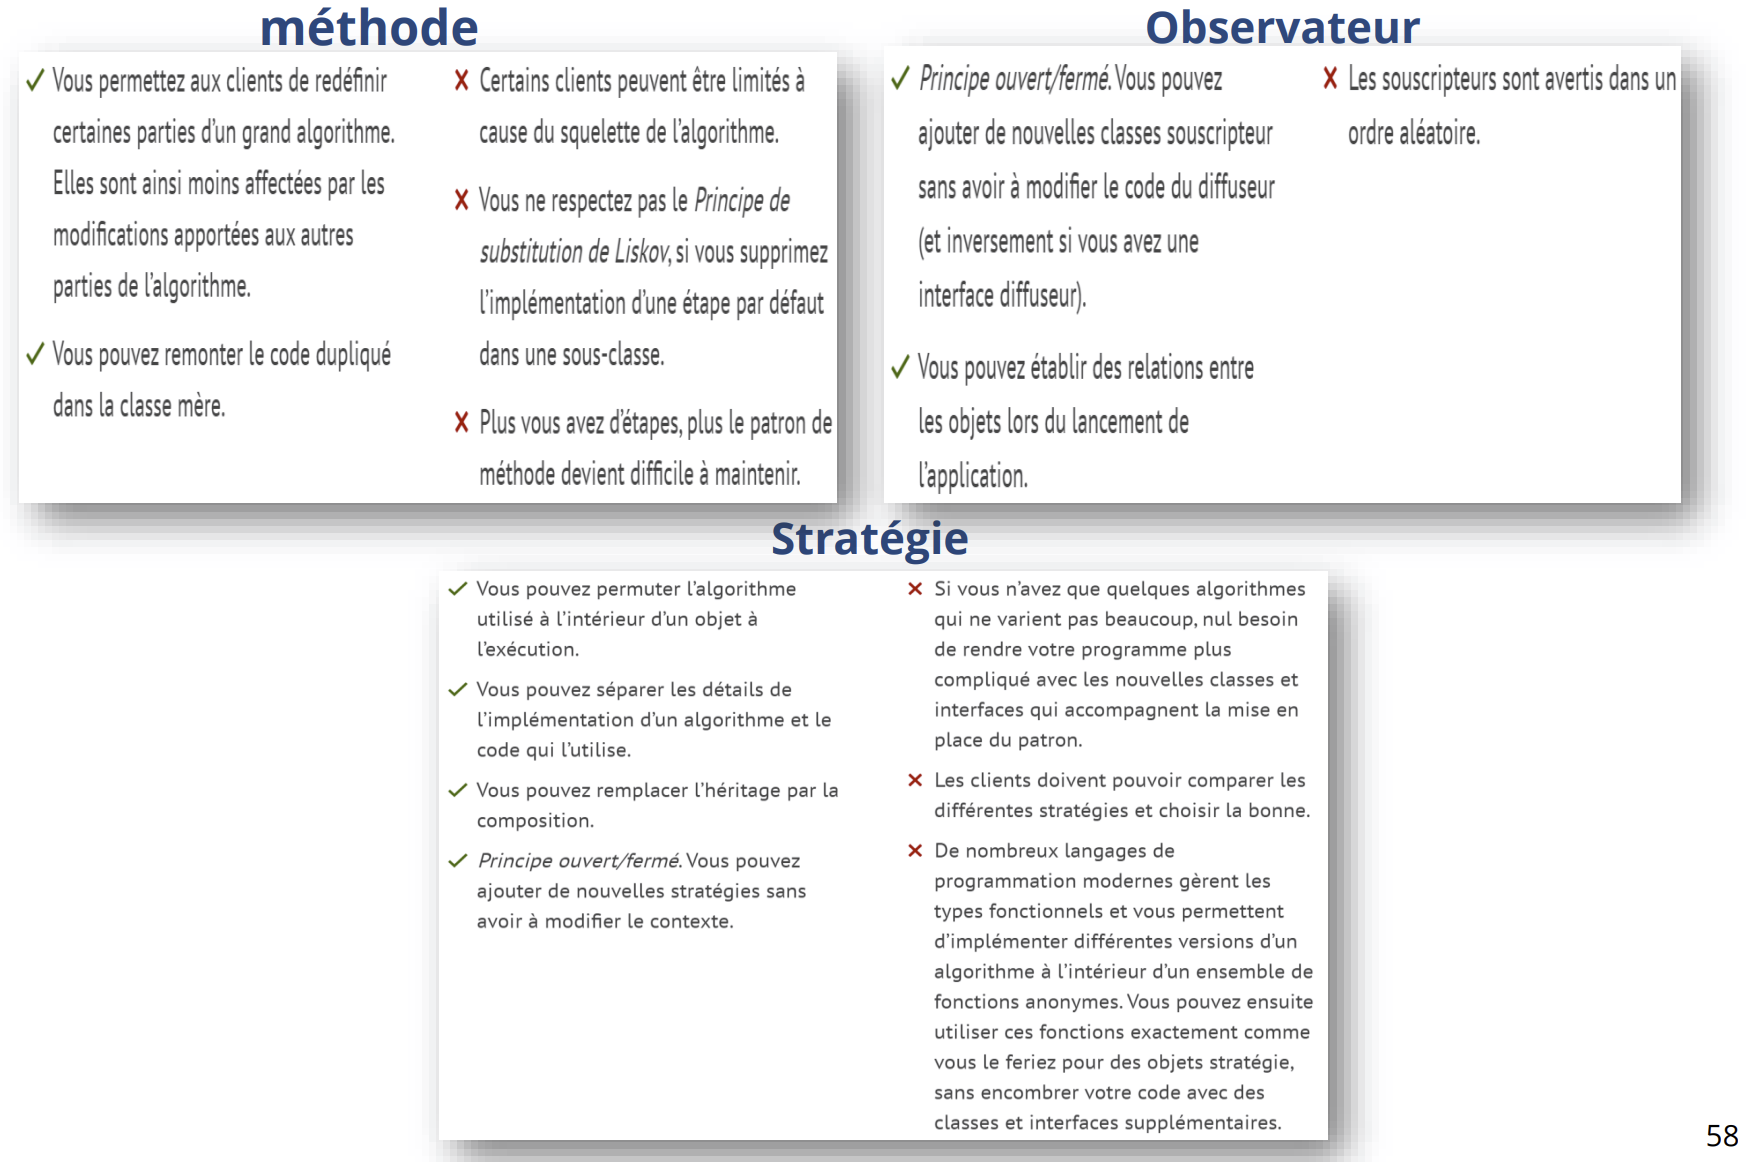 méthode
Vous permettez aux clients de redéfinir
certaines parties d’un grand algorithme.
Elles sont ainsi moins affectées par les
modifications apportées aux autres
parties de l’algorithme.
Vous pouvez remonter le code dupliqué
dans la classe mère.
Certains clients peuvent être limités à
cause du squelette de l’algorithme.
Vous ne respectez pas le Principe de
substitution de Liskov, si vous supprimez
l’implémentation d’une étape par défaut
dans une sous-classe.
Plus vous avez d’étapes, plus le patron de
méthode devient difficile à maintenir.
Observateur
Principe ouvert/fermé. Vous pouvez
ajouter de nouvelles classes souscripteur
sans avoir à modifier le code du diffuseur
(et inversement si vous avez une
interface diffuseur).
Vous pouvez établir des relations entre
les objets lors du lancement de
l’application.
Les souscripteurs sont avertis dans un
ordre aléatoire.
Stratégie
Vous pouvez permuter l’algorithme
utilisé à l’intérieur d’un objet à
l’exécution.
Vous pouvez séparer les détails de
l’implémentation d’un algorithme et le
code qui l’utilise.
Vous pouvez remplacer l’héritage par la
composition.
Principe ouvert/fermé. Vous pouvez
ajouter de nouvelles stratégies sans
avoir à modifier le contexte.
Si vous n’avez que quelques algorithmes
qui ne varient pas beaucoup, nul besoin
de rendre votre programme plus
compliqué avec les nouvelles classes et
interfaces qui accompagnent la mise en
place du patron.
Les clients doivent pouvoir comparer les
différentes stratégies et choisir la bonne.
De nombreux langages de
programmation modernes gèrent les
types fonctionnels et vous permettent
d’implémenter différentes versions d’un
algorithme à l’intérieur d’un ensemble de
fonctions anonymes. Vous pouvez ensuite
utiliser ces fonctions exactement comme
vous le feriez pour des objets stratégie,
sans encombrer votre code avec des
classes et interfaces supplémentaires.
58